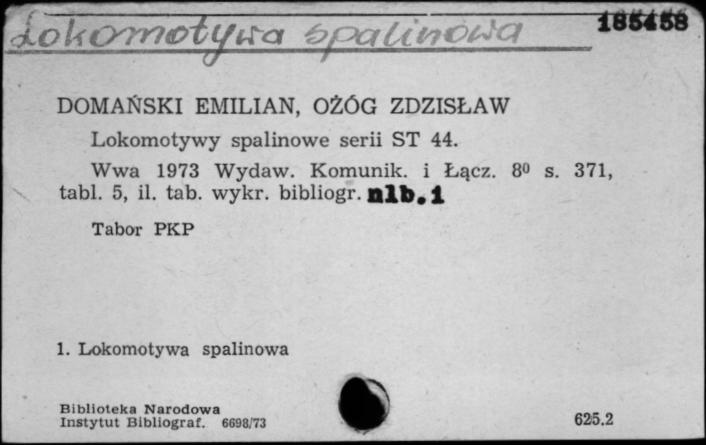 Lokomotywa spalinowa
185458
DOMAŃSKI EMILIAN, OŻÓG ZDZISŁAW
Lokomotywy spalinowe serii ST 44.
Wwa 1973 Wydaw. Komunik. i Łącz. 8⁰ s. 371,
tabl. 5, il. tab. wykr. bibliogr. nlb.1
Tabor PKP
1. Lokomotywa spalinowa
Biblioteka Narodowa
Instytut Bibliograf. 6698/73
625.2